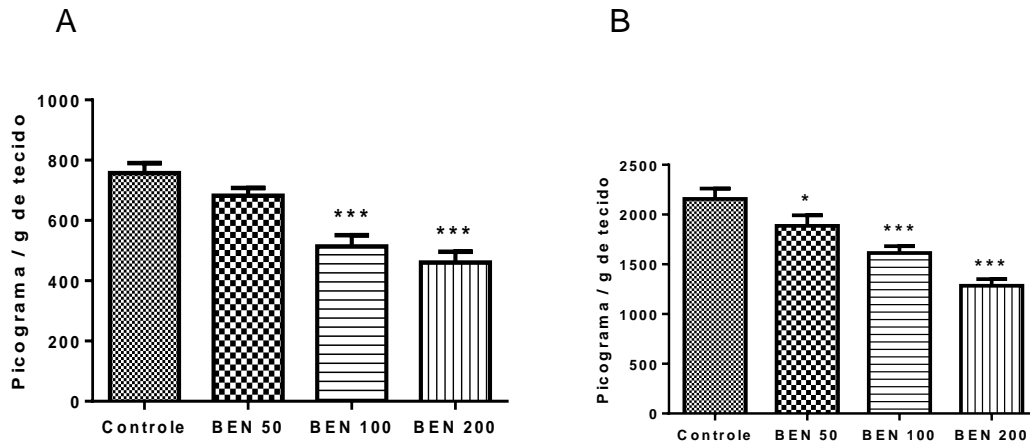 A
Picograma / g de tecido
1000
800
600
400
200
0
***
***
Controle BEN 50 BEN 100 BEN 200
B
Picograma / g de tecido
2500
2000
1500
1000
500
0
*
***
***
Controle BEN 50 BEN 100 BEN 200